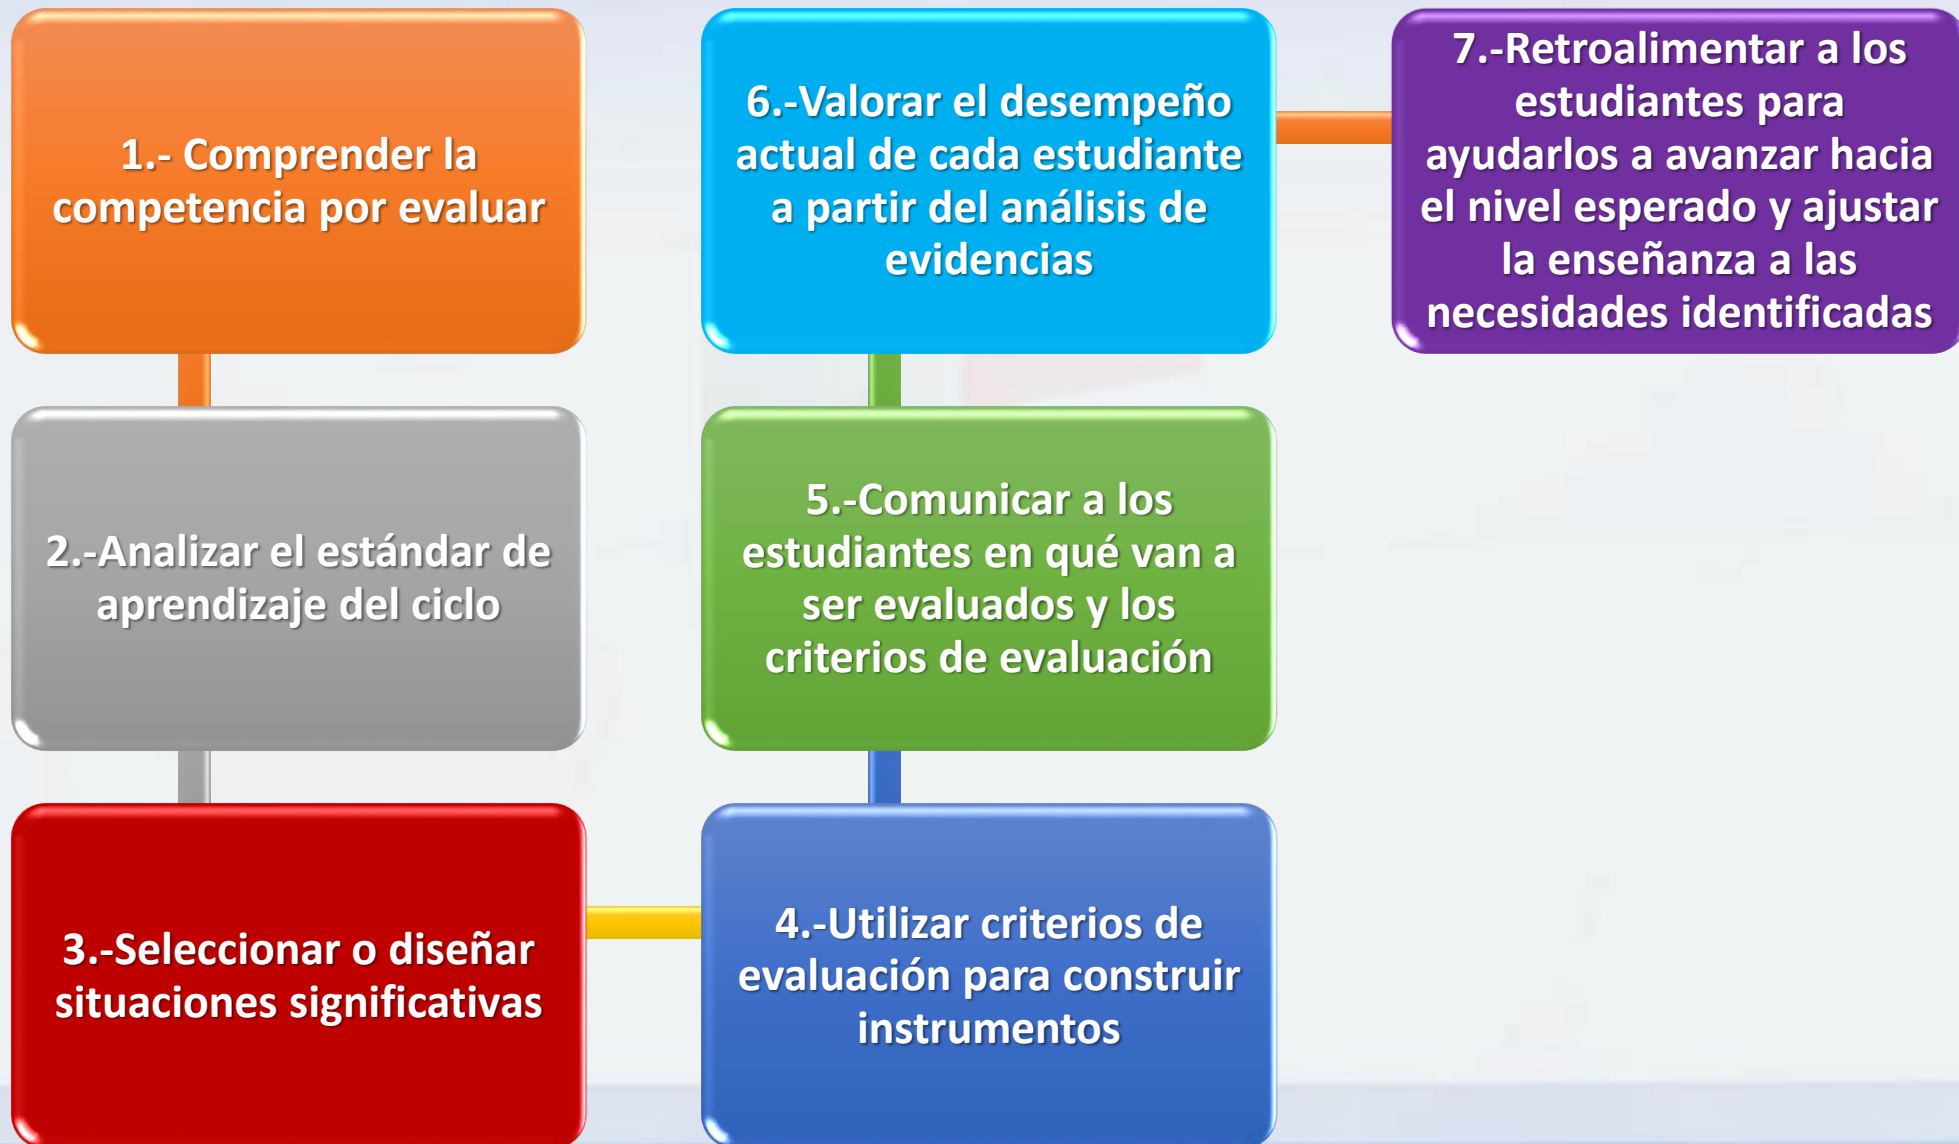 1.- Comprender la
competencia por evaluar
2.-Analizar el estándar de
aprendizaje del ciclo
3.-Seleccionar o diseñar
situaciones significativas
4.-Utilizar criterios de
evaluación para construir
instrumentos
5.-Comunicar a los
estudiantes en qué van a
ser evaluados y los
criterios de evaluación
6.-Valorar el desempeño
actual de cada estudiante
a partir del análisis de
evidencias
7.-Retroalimentar a los
estudiantes para
ayudarlos a avanzar hacia
el nivel esperado y ajustar
la enseñanza a las
necesidades identificadas